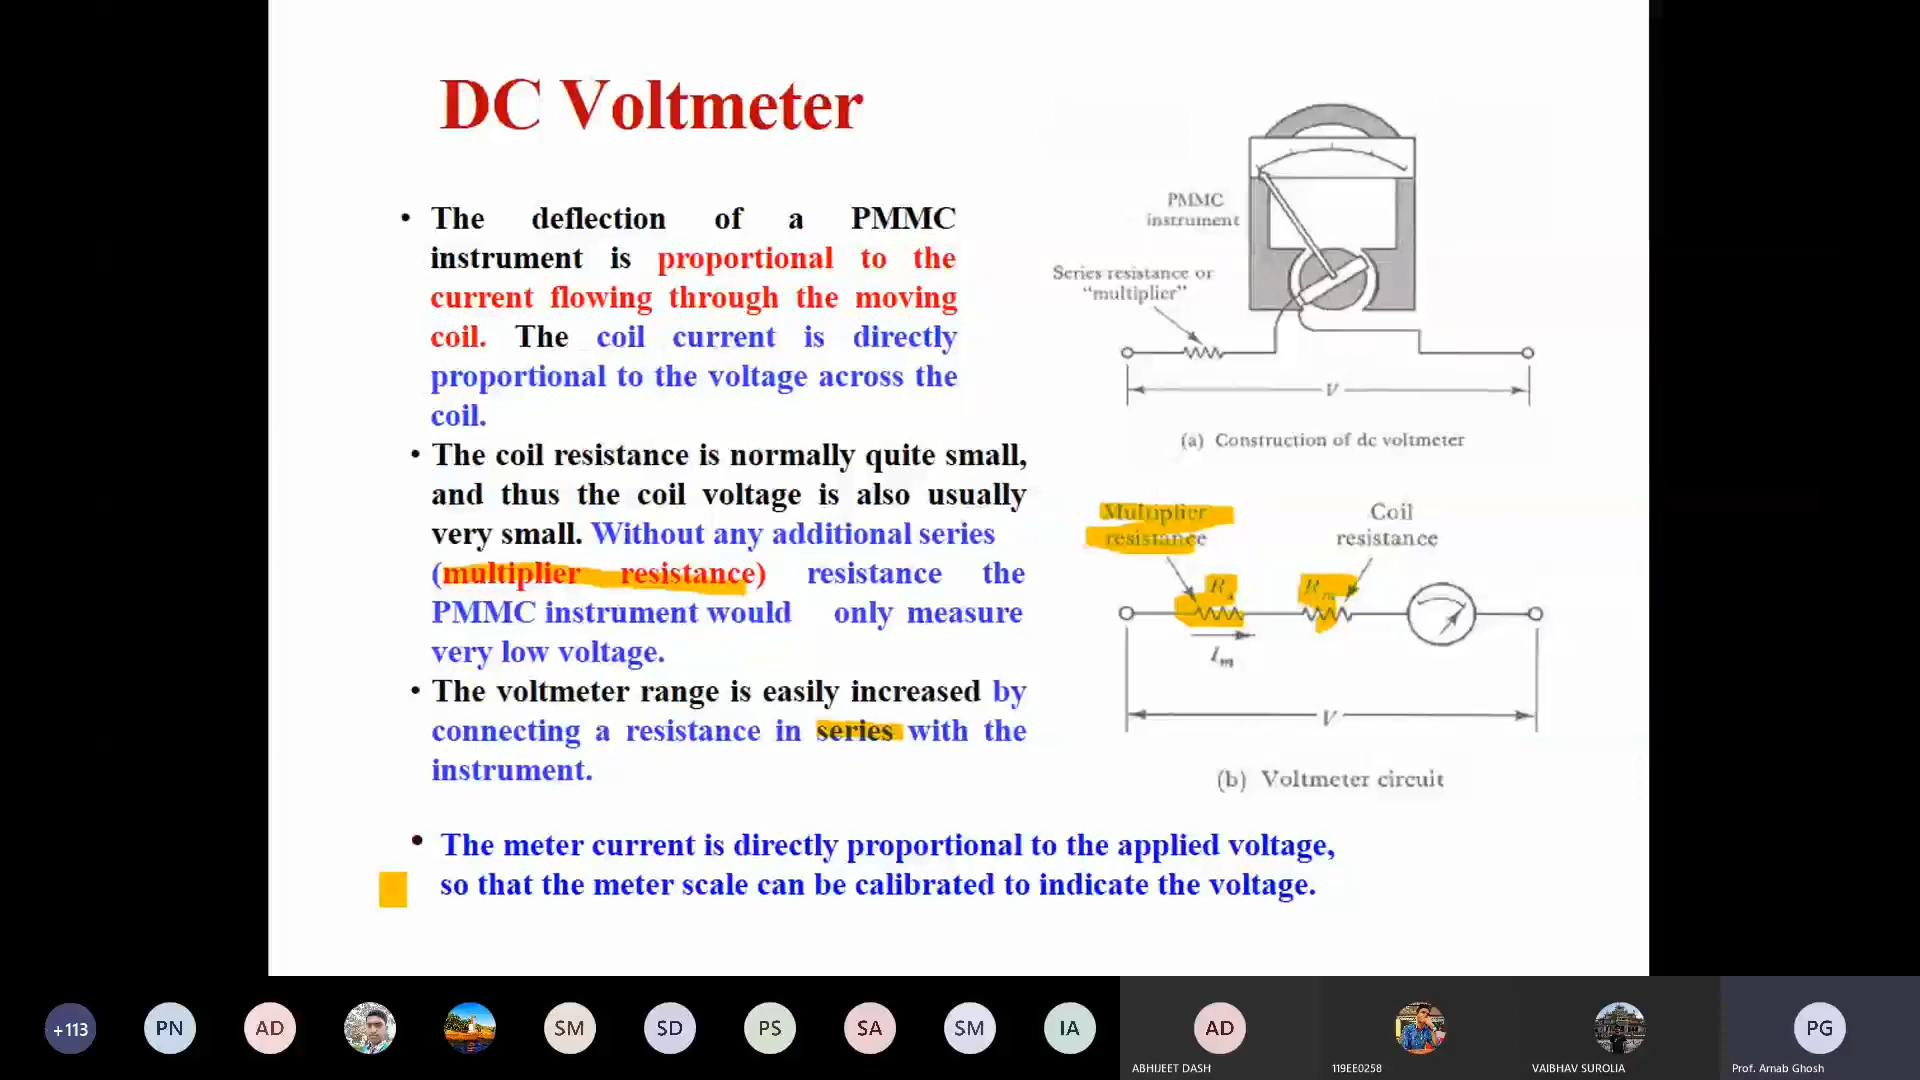 DC Voltmeter
• The deflection of a PMMC
instrument is proportional to the
current flowing through the moving
coil. The coil current is directly
proportional to the voltage across the
coil.
• The coil resistance is normally quite small,
and thus the coil voltage is also usually
very small. Without any additional series
(multiplier resistance) resistance the
PMMC instrument would only measure
very low voltage.
• The voltmeter range is easily increased by
connecting a resistance in series with the
instrument.
• The meter current is directly proportional to the applied voltage,
so that the meter scale can be calibrated to indicate the voltage.
PMMC
instrument
Series resistance or
"multiplier"
V
(a) Construction of dc voltmeter
Multiplier
resistance
Coil
resistance
Rs
Rm
Im
V
(b) Voltmeter circuit
+113
PN
AD
SM
SD
PS
SA
SM
IA
AD
ABHIJEET DASH
119EE0258
VAIBHAV SUROLIA
PG
Prof. Arnab Ghosh